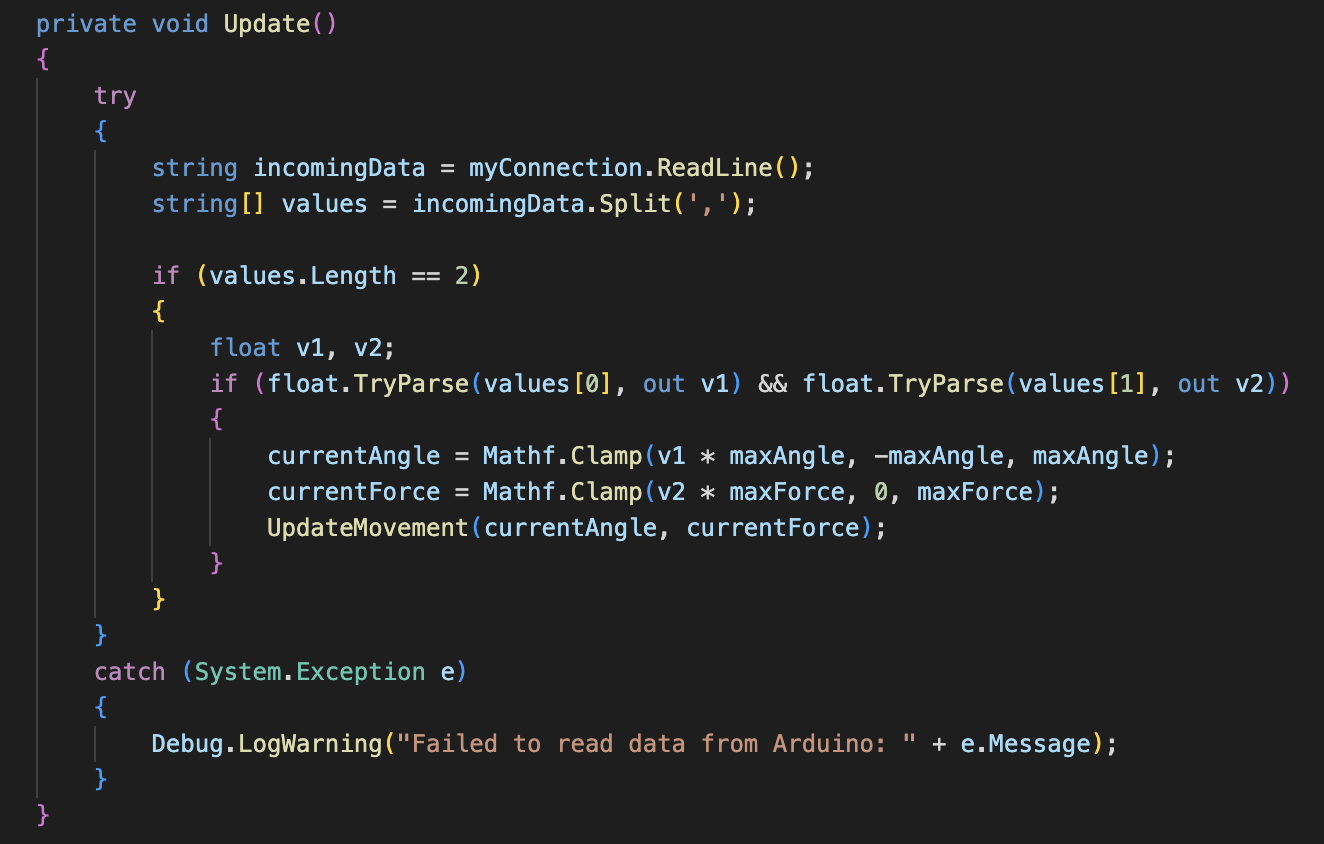 private void Update()
{
    try
    {
        string incomingData = myConnection.ReadLine();
        string[] values = incomingData.Split(',');

        if (values.Length == 2)
        {
            float v1, v2;
            if (float.TryParse(values[0], out v1) && float.TryParse(values[1], out v2))
            {
                currentAngle = Mathf.Clamp(v1 * maxAngle, -maxAngle, maxAngle);
                currentForce = Mathf.Clamp(v2 * maxForce, 0, maxForce);
                UpdateMovement(currentAngle, currentForce);
            }
        }
    }
    catch (System.Exception e)
    {
        Debug.LogWarning("Failed to read data from Arduino: " + e.Message);
    }
}